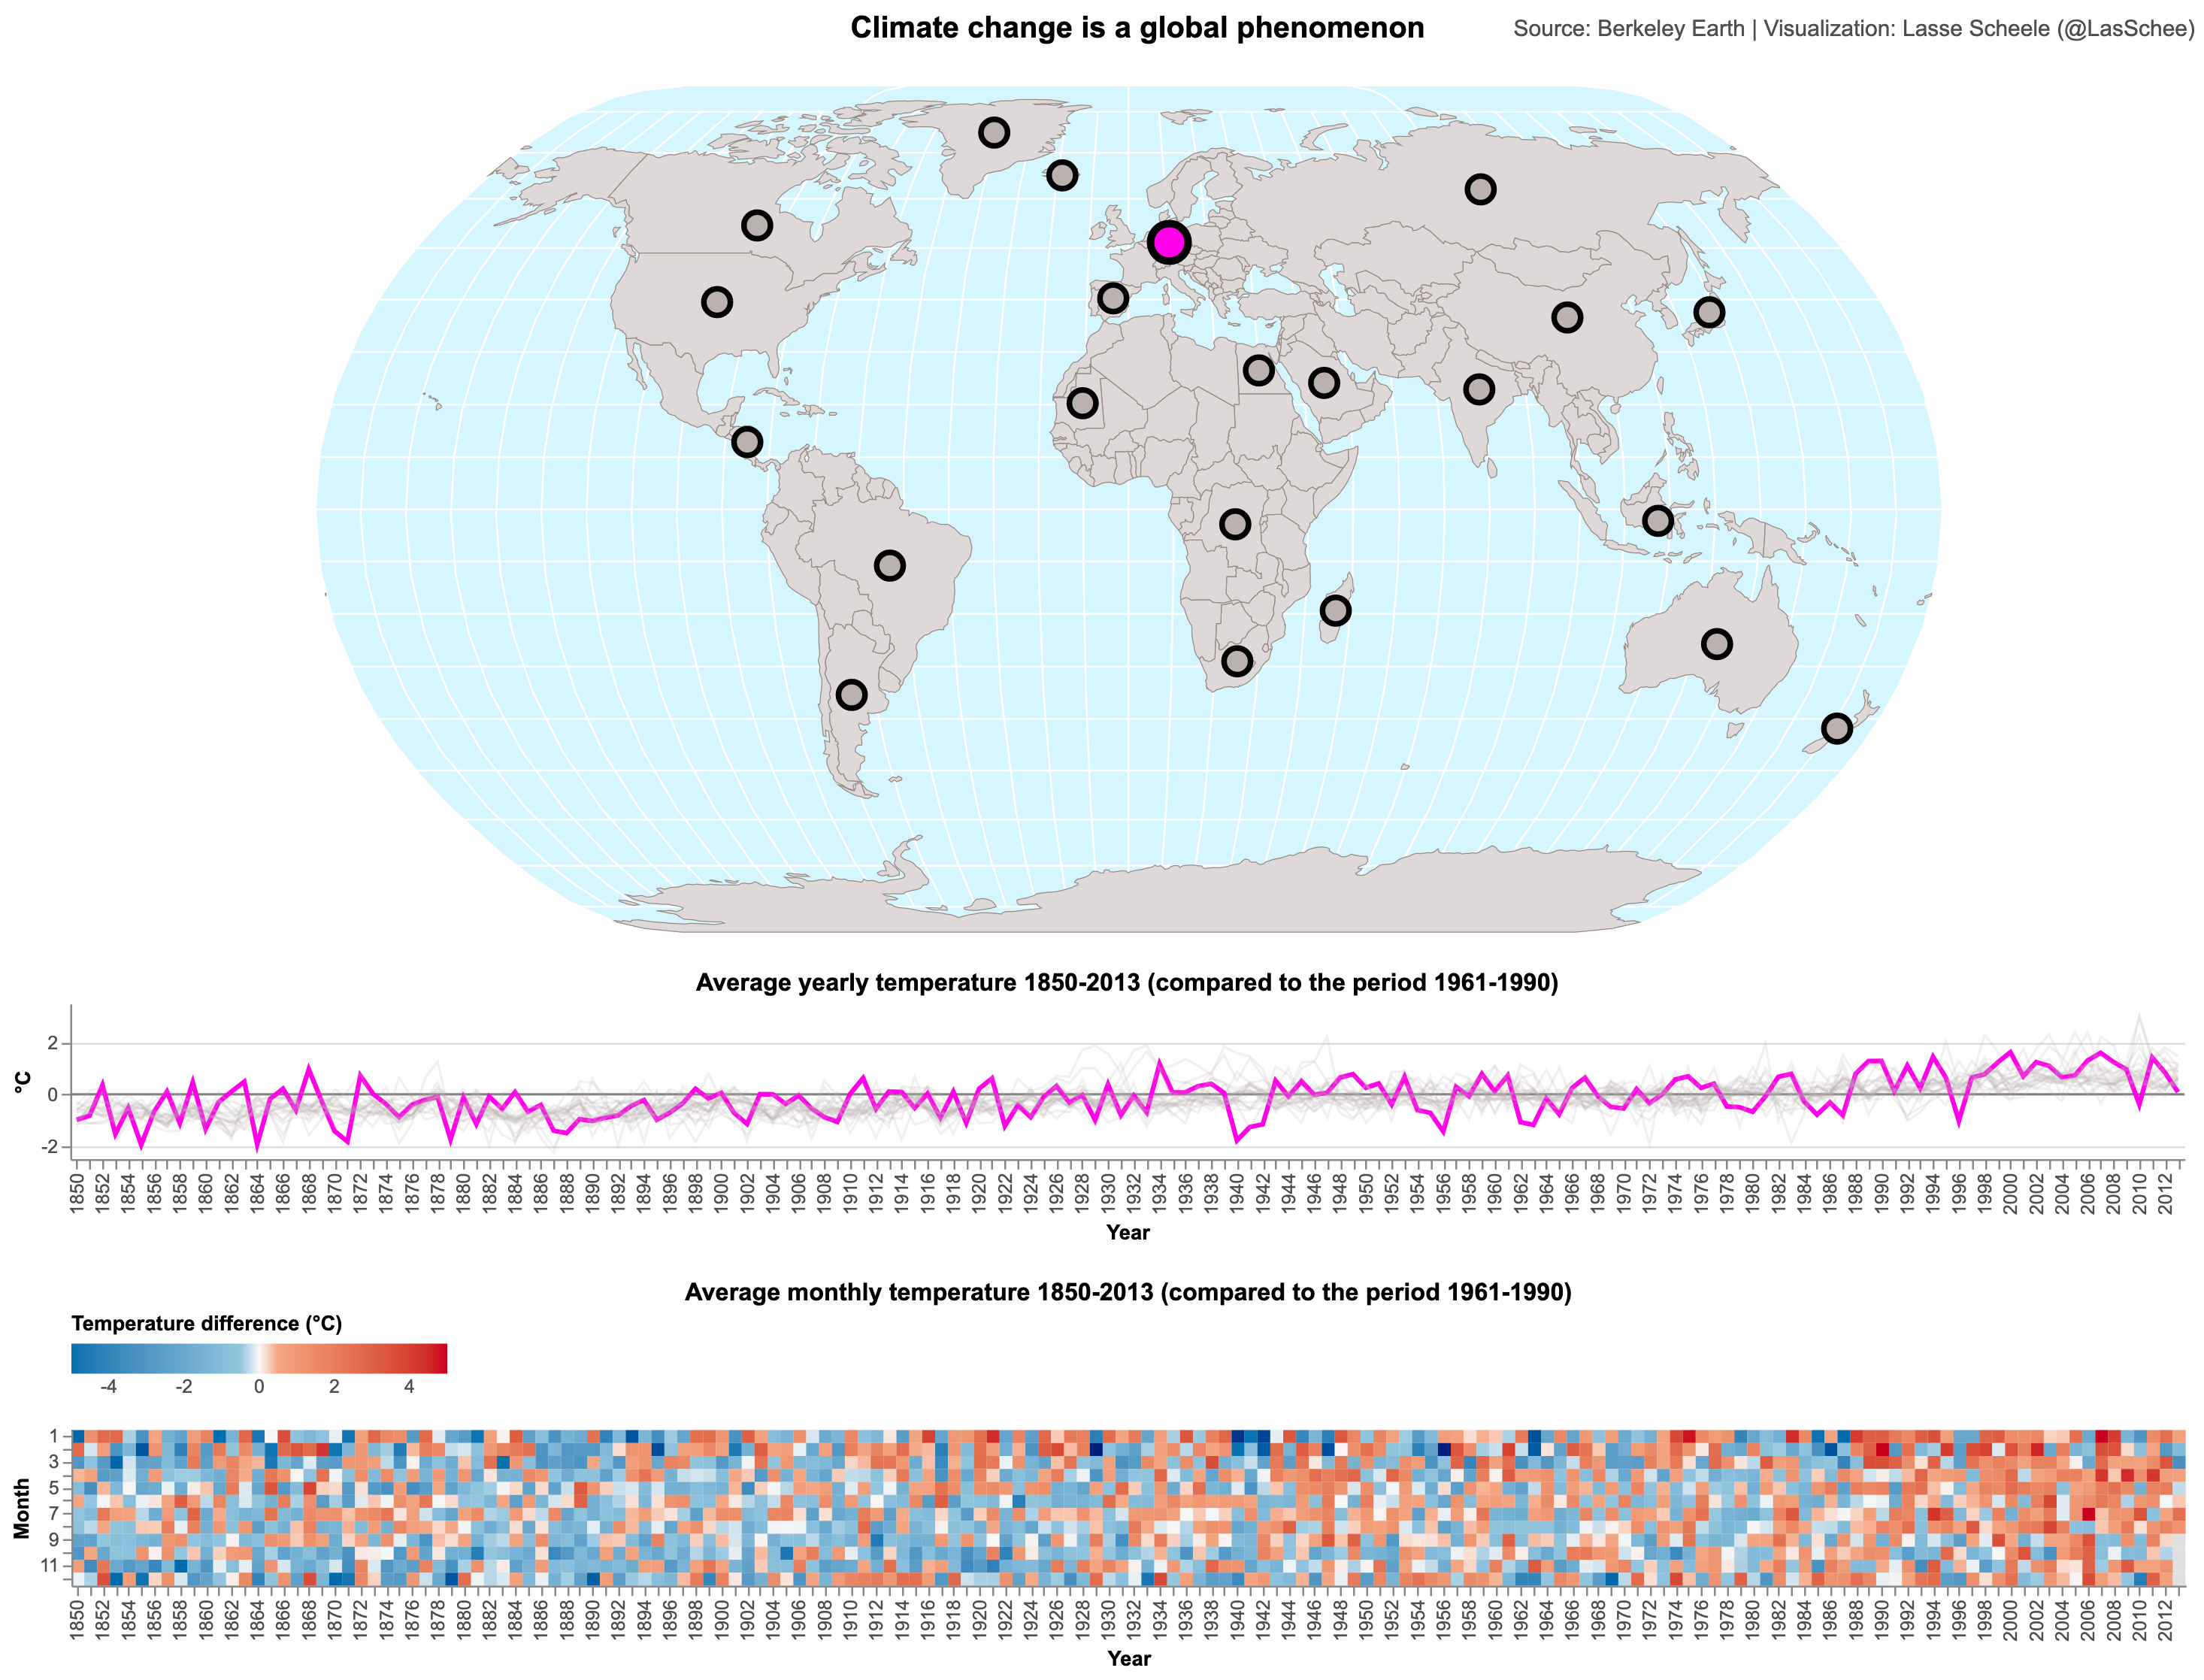 Climate change is a global phenomenon
Source: Berkeley Earth | Visualization: Lasse Scheele (@LasSchee)
Average yearly temperature 1850-2013 (compared to the period 1961-1990)
°C
2
0
-2
1850 1852 1854 1856 1858 1860 1862 1864 1866 1868 1870 1872 1874 1876 1878 1880 1882 1884 1886 1888 1890 1892 1894 1896 1898 1900 1902 1904 1906 1908 1910 1912 1914 1916 1918 1920 1922 1924 1926 1928 1930 1932 1934 1936 1938 1940 1942 1944 1946 1948 1950 1952 1954 1956 1958 1960 1962 1964 1966 1968 1970 1972 1974 1976 1978 1980 1982 1984 1986 1988 1990 1992 1994 1996 1998 2000 2002 2004 2006 2008 2010 2012
Year
Average monthly temperature 1850-2013 (compared to the period 1961-1990)
Temperature difference (°C)
-4 -2 0 2 4
Month
1
3
5
7
9
11
1850 1852 1854 1856 1858 1860 1862 1864 1866 1868 1870 1872 1874 1876 1878 1880 1882 1884 1886 1888 1890 1892 1894 1896 1898 1900 1902 1904 1906 1908 1910 1912 1914 1916 1918 1920 1922 1924 1926 1928 1930 1932 1934 1936 1938 1940 1942 1944 1946 1948 1950 1952 1954 1956 1958 1960 1962 1964 1966 1968 1970 1972 1974 1976 1978 1980 1982 1984 1986 1988 1990 1992 1994 1996 1998 2000 2002 2004 2006 2008 2010 2012
Year